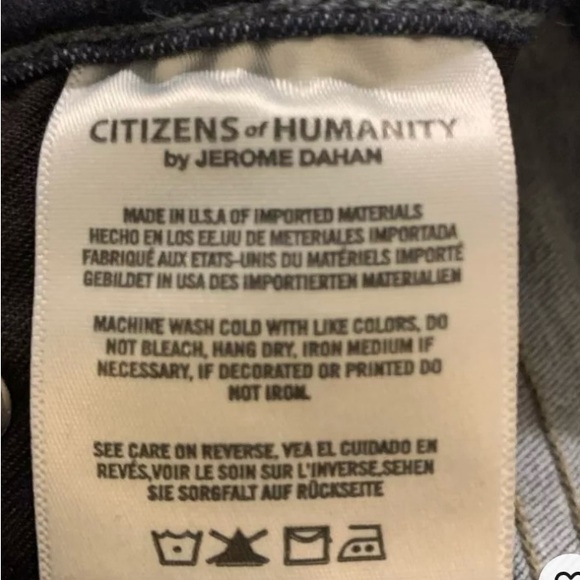 CITIZENS of HUMANITY
by JEROME DAHAN
MADE IN U.S.A OF IMPORTED MATERIALS
HECHO EN LOS EE.UU DE METERIALES IMPORTADA
FABRIQUÉ AUX ETATS-UNIS DU MATÉRIELS IMPORTÉ
GEBILDET IN USA DES IMPORTIERTEN MATERIALIEN
MACHINE WASH COLD WITH LIKE COLORS, DO
NOT BLEACH, HANG DRY, IRON MEDIUM IF
NECESSARY, IF DECORATED OR PRINTED DO
NOT IRON.
SEE CARE ON REVERSE, VEA EL CUIDADO EN
REVÉS,VOIR LE SOIN SUR L'INVERSE,SEHEN
SIE SORGFALT AUF RÜCKSEITE